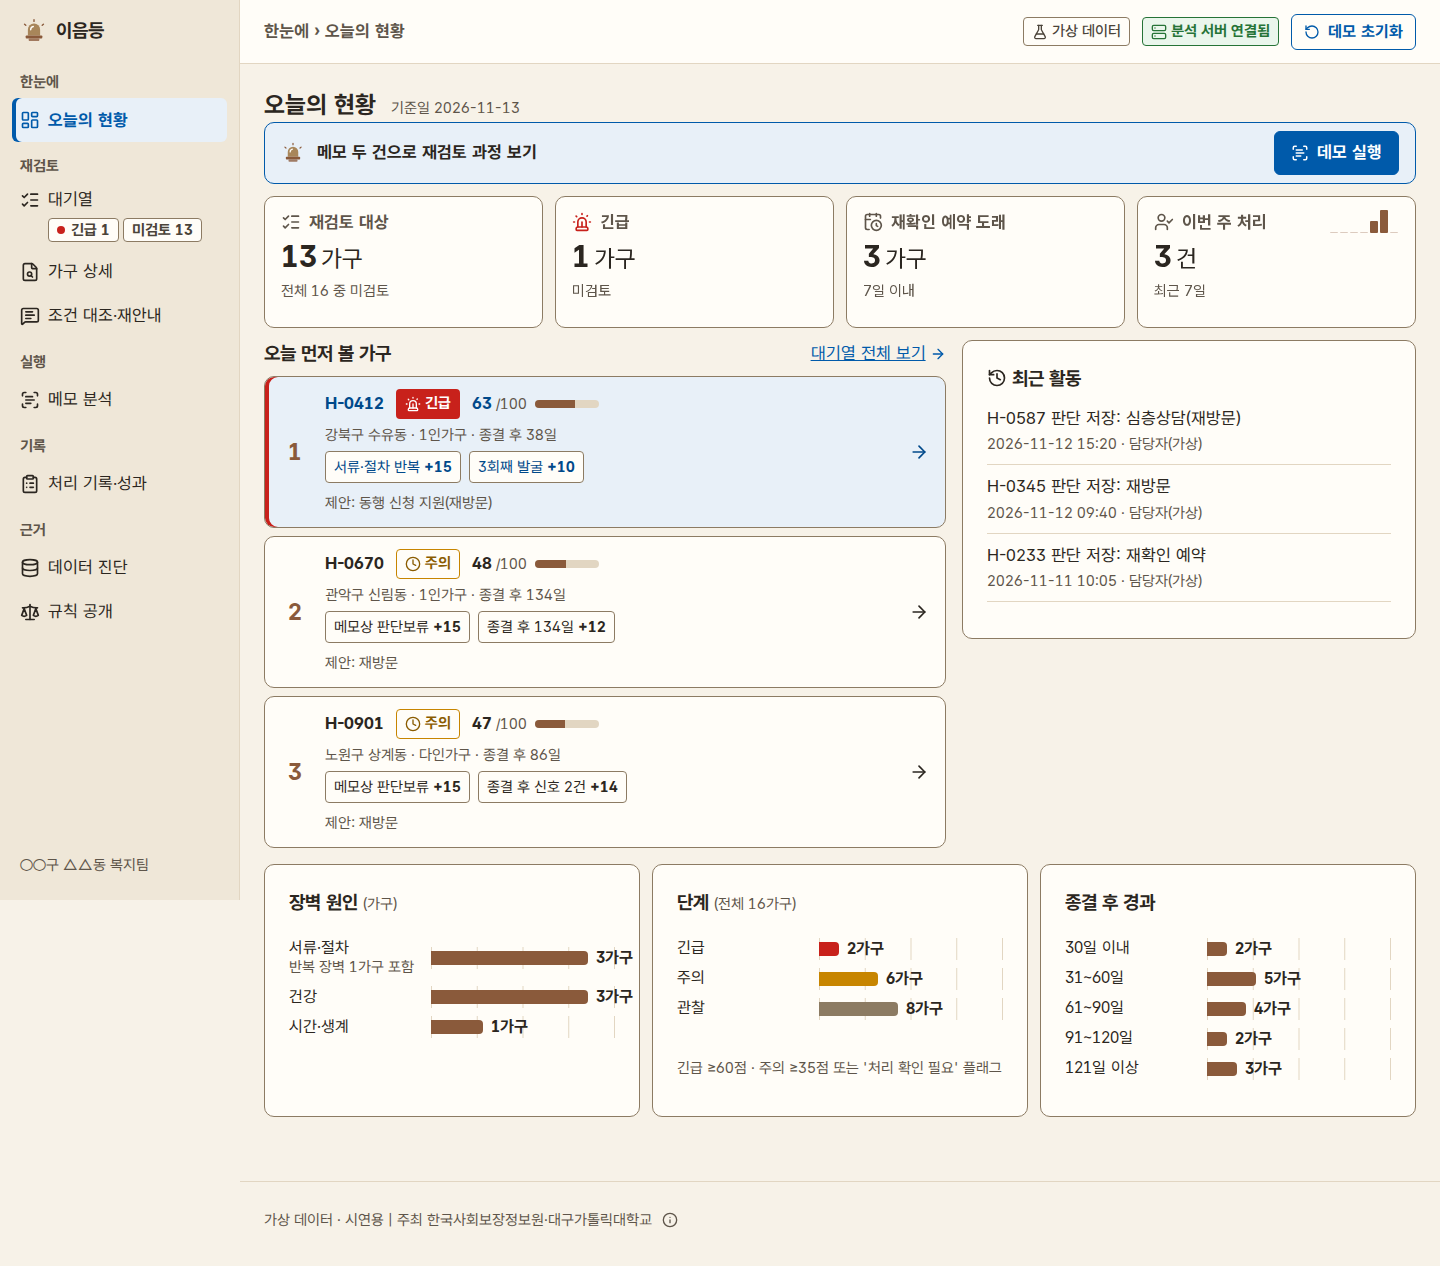 이음등
한눈에
오늘의 현황
재검토
대기열
긴급 1
미검토 13
가구 상세
조건 대조·재안내
실행
메모 분석
기록
처리 기록·성과
근거
데이터 진단
규칙 공개
○○구 △△동 복지팀
한눈에 › 오늘의 현황
가상 데이터
분석 서버 연결됨
데모 초기화
오늘의 현황 기준일 2026-11-13
메모 두 건으로 재검토 과정 보기
데모 실행
재검토 대상
13 가구
전체 16 중 미검토
긴급
1 가구
미검토
재확인 예약 도래
3 가구
7일 이내
이번 주 처리
3 건
최근 7일
오늘 먼저 볼 가구
대기열 전체 보기
1
H-0412 긴급 63 /100
강북구 수유동 · 1인가구 · 종결 후 38일
서류·절차 반복 +15 3회째 발굴 +10
제안: 동행 신청 지원(재방문)
2
H-0670 주의 48 /100
관악구 신림동 · 1인가구 · 종결 후 134일
메모상 판단보류 +15 종결 후 134일 +12
제안: 재방문
3
H-0901 주의 47 /100
노원구 상계동 · 다인가구 · 종결 후 86일
메모상 판단보류 +15 종결 후 신호 2건 +14
제안: 재방문
최근 활동
H-0587 판단 저장: 심층상담(재방문)
2026-11-12 15:20 · 담당자(가상)
H-0345 판단 저장: 재방문
2026-11-12 09:40 · 담당자(가상)
H-0233 판단 저장: 재확인 예약
2026-11-11 10:05 · 담당자(가상)
장벽 원인 (가구)
서류·절차 3가구
반복 장벽 1가구 포함
건강 3가구
시간·생계 1가구
단계 (전체 16가구)
긴급 2가구
주의 6가구
관찰 8가구
긴급 ≥60점 · 주의 ≥35점 또는 '처리 확인 필요' 플래그
종결 후 경과
30일 이내 2가구
31~60일 5가구
61~90일 4가구
91~120일 2가구
121일 이상 3가구
가상 데이터 · 시연용 | 주최 한국사회보장정보원·대구가톨릭대학교